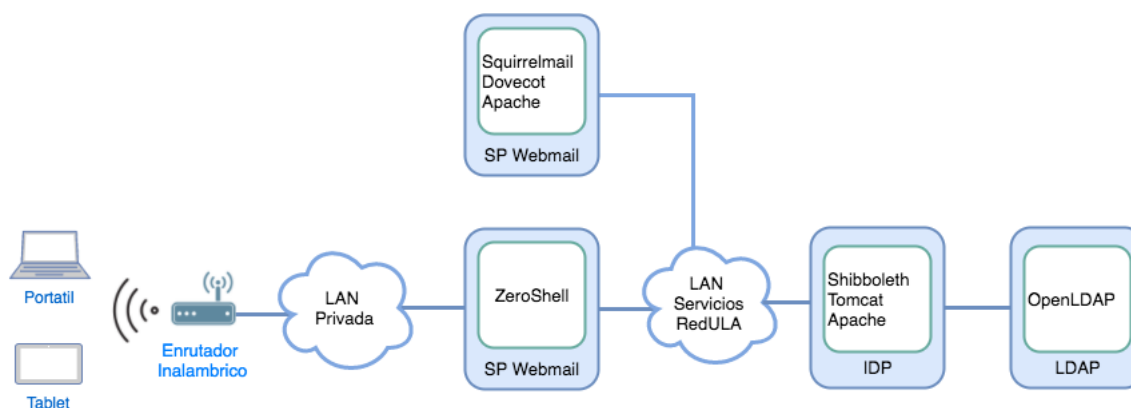 Squirrelmail
Dovecot
Apache
SP Webmail
Portatil
Tablet
Enrutador
Inalambrico
LAN
Privada
ZeroShell
SP Webmail
LAN
Servicios
RedULA
Shibboleth
Tomcat
Apache
IDP
OpenLDAP
LDAP